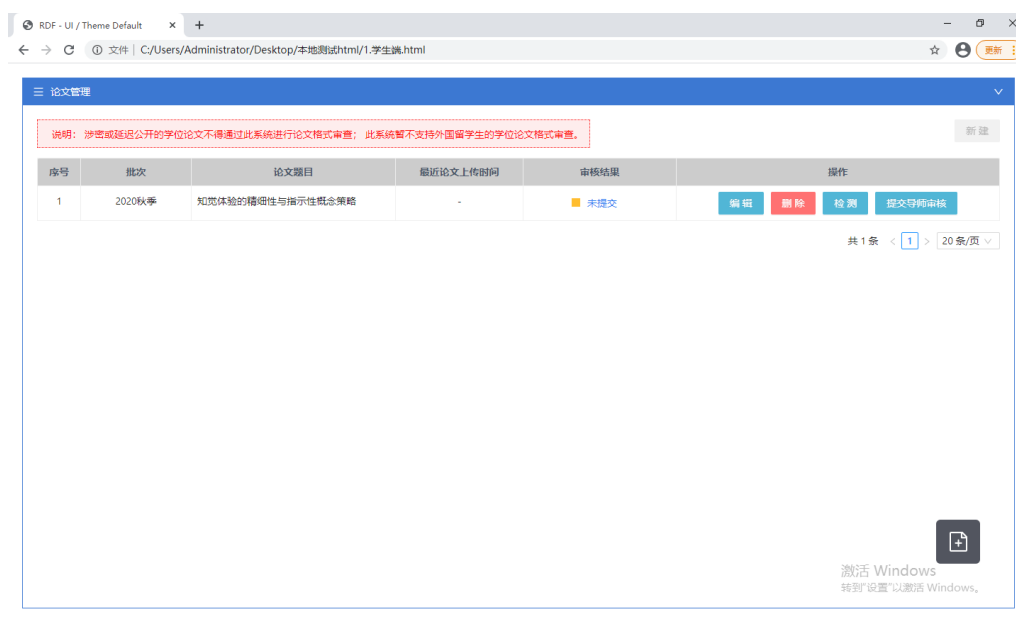 RDF - UI / Theme Default
文件 C:/Users/Administrator/Desktop/本地测试html/1.学生端.html 更新
论文管理
说明： 涉密或延迟公开的学位论文不得通过此系统进行论文格式审查； 此系统暂不支持外国留学生的学位论文格式审查。 新 建
序号 批次 论文题目 最近论文上传时间 审核结果 操作
1 2020秋季 知觉体验的精细性与指示性概念策略 - 未提交 编 辑 删 除 检 测 提交导师审核
共 1 条 < 1 > 20 条/页
激活 Windows
转到"设置"以激活 Windows。